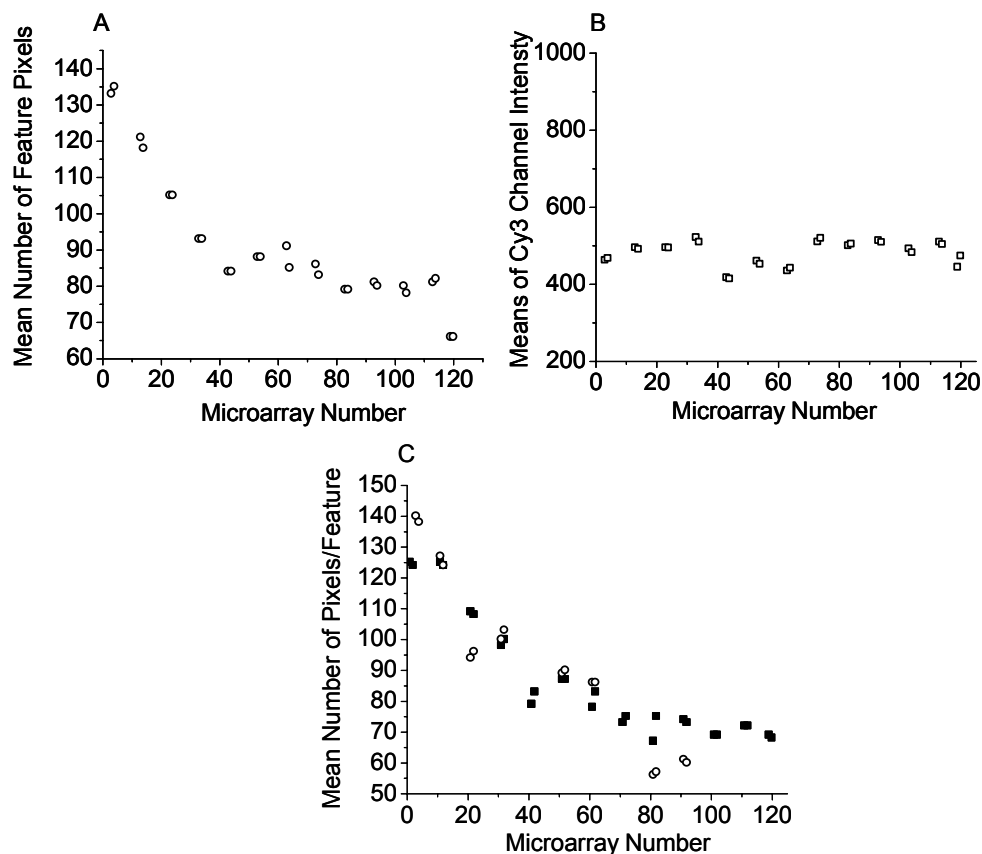 A
Mean Number of Feature Pixels
140
130
120
110
100
90
80
70
60
0 20 40 60 80 100 120
Microarray Number
B
Means of Cy3 Channel Intensty
1000
800
600
400
200
0 20 40 60 80 100 120
Microarray Number
C
Mean Number of Pixels/Feature
150
140
130
120
110
100
90
80
70
60
50
0 20 40 60 80 100 120
Microarray Number